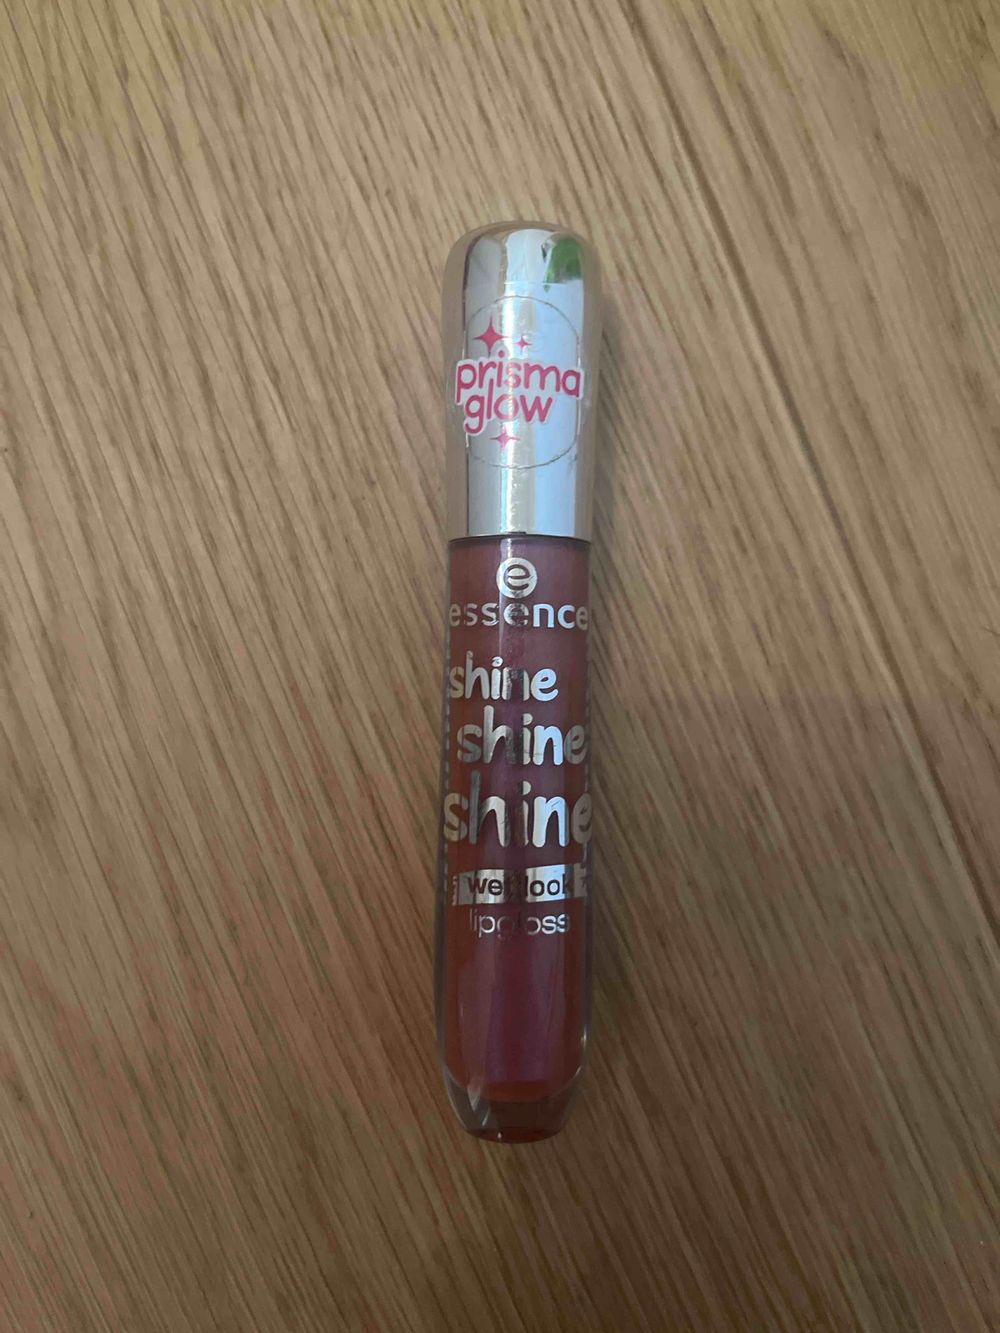 prisma
glow
e
essence
shine
shine
shine
wet look
lipgloss